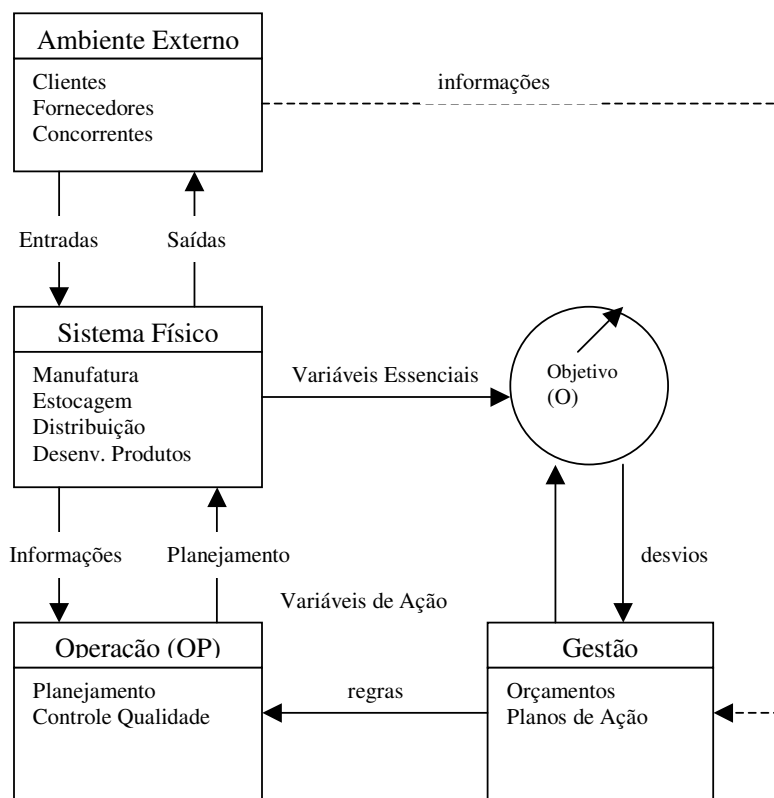 Ambiente Externo
Clientes
Fornecedores
Concorrentes
informações
Entradas
Saídas
Sistema Físico
Manufatura
Estocagem
Distribuição
Desenv. Produtos
Variáveis Essenciais
Objetivo
(O)
Informações
Planejamento
desvios
Variáveis de Ação
Operação (OP)
Planejamento
Controle Qualidade
regras
Gestão
Orçamentos
Planos de Ação